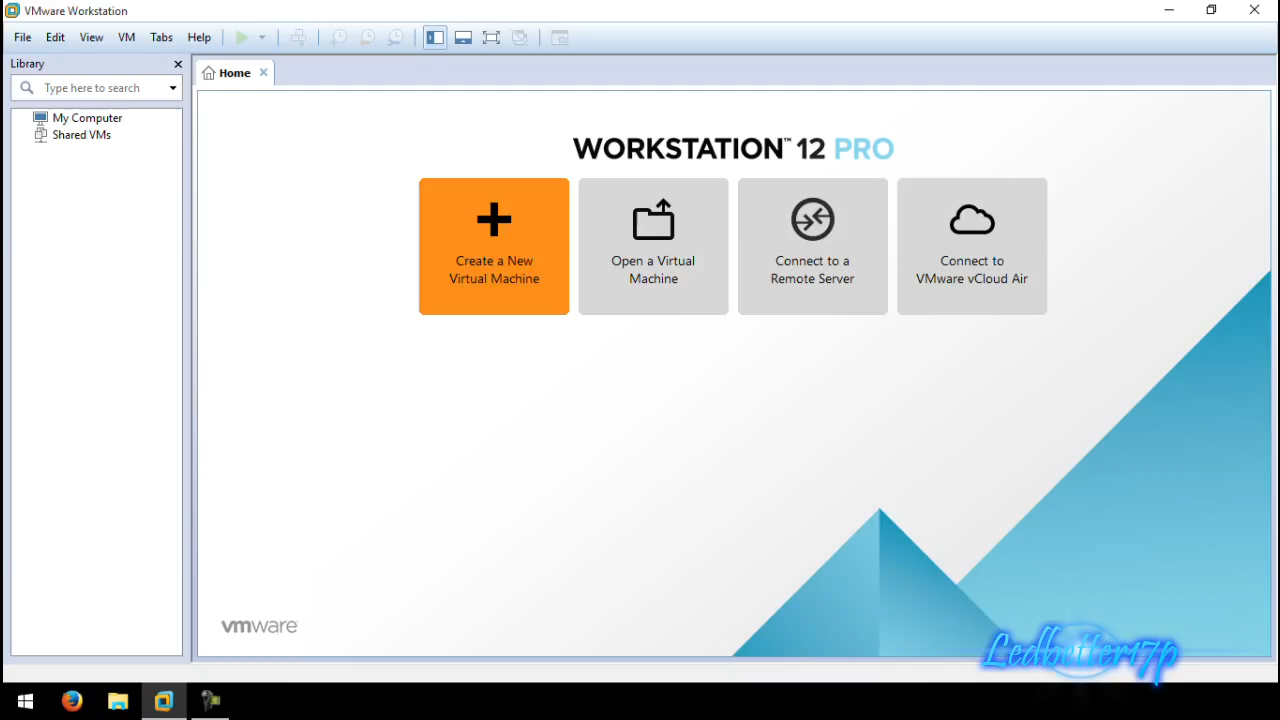 VMware Workstation
File Edit View VM Tabs Help
Library
Type here to search
My Computer
Shared VMs
Home
WORKSTATION™ 12 PRO
Create a New
Virtual Machine
Open a Virtual
Machine
Connect to a
Remote Server
Connect to
VMware vCloud Air
vmware
Ledbetter17p